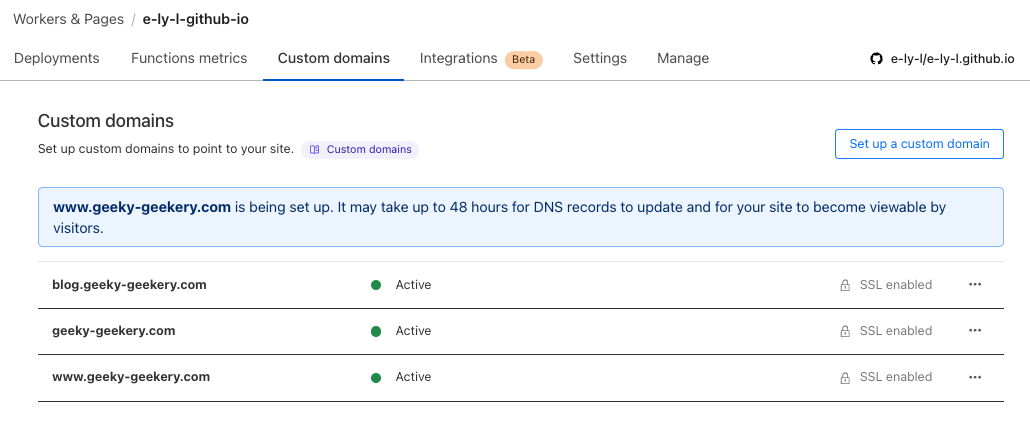 Workers & Pages / e-ly-l-github-io
Deployments Functions metrics Custom domains Integrations Beta Settings Manage e-ly-l/e-ly-l.github.io
Custom domains
Set up custom domains to point to your site. Custom domains
Set up a custom domain
www.geeky-geekery.com is being set up. It may take up to 48 hours for DNS records to update and for your site to become viewable by
visitors.
blog.geeky-geekery.com Active SSL enabled ...
geeky-geekery.com Active SSL enabled ...
www.geeky-geekery.com Active SSL enabled ...